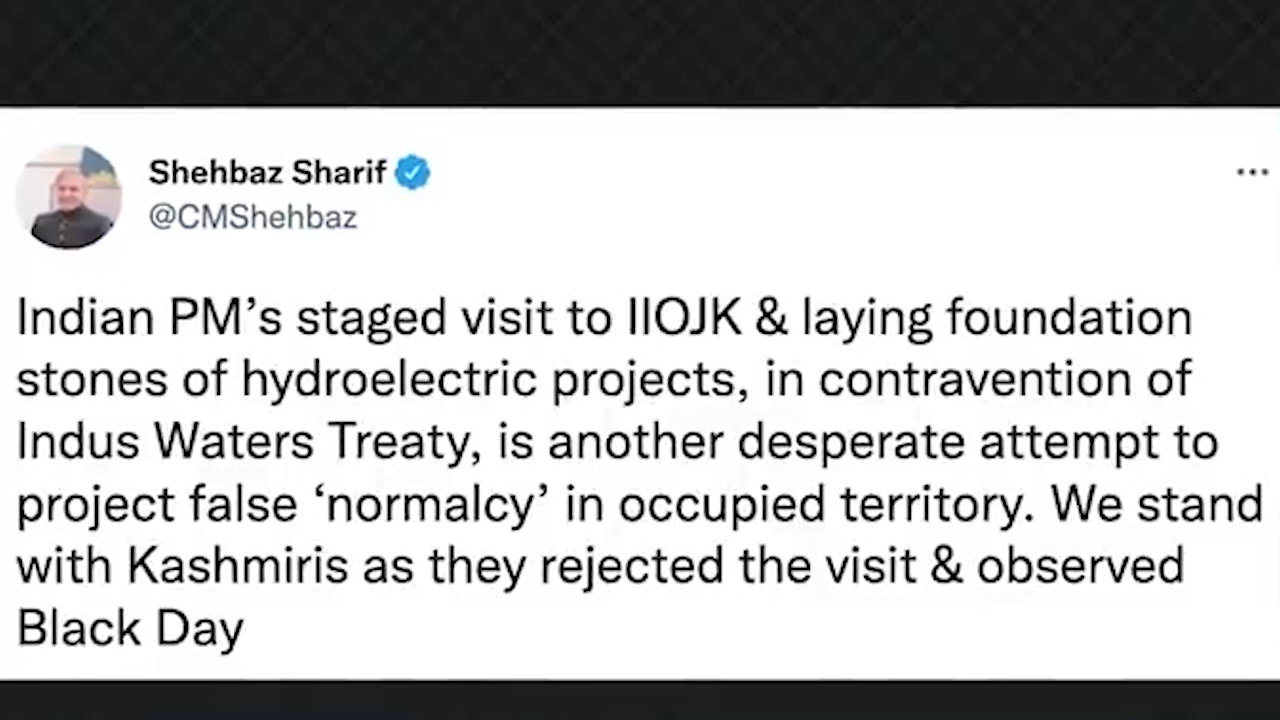 Shehbaz Sharif
@CMShehbaz
Indian PM’s staged visit to IIOJK & laying foundation
stones of hydroelectric projects, in contravention of
Indus Waters Treaty, is another desperate attempt to
project false ‘normalcy’ in occupied territory. We stand
with Kashmiris as they rejected the visit & observed
Black Day